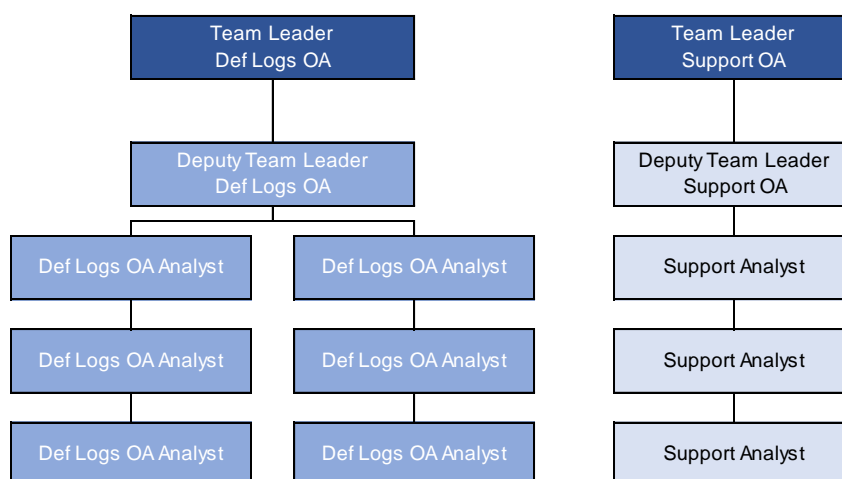 Team Leader
Def Logs OA
Team Leader
Support OA
Deputy Team Leader
Def Logs OA
Deputy Team Leader
Support OA
Def Logs OA Analyst
Def Logs OA Analyst
Support Analyst
Def Logs OA Analyst
Def Logs OA Analyst
Support Analyst
Def Logs OA Analyst
Def Logs OA Analyst
Support Analyst